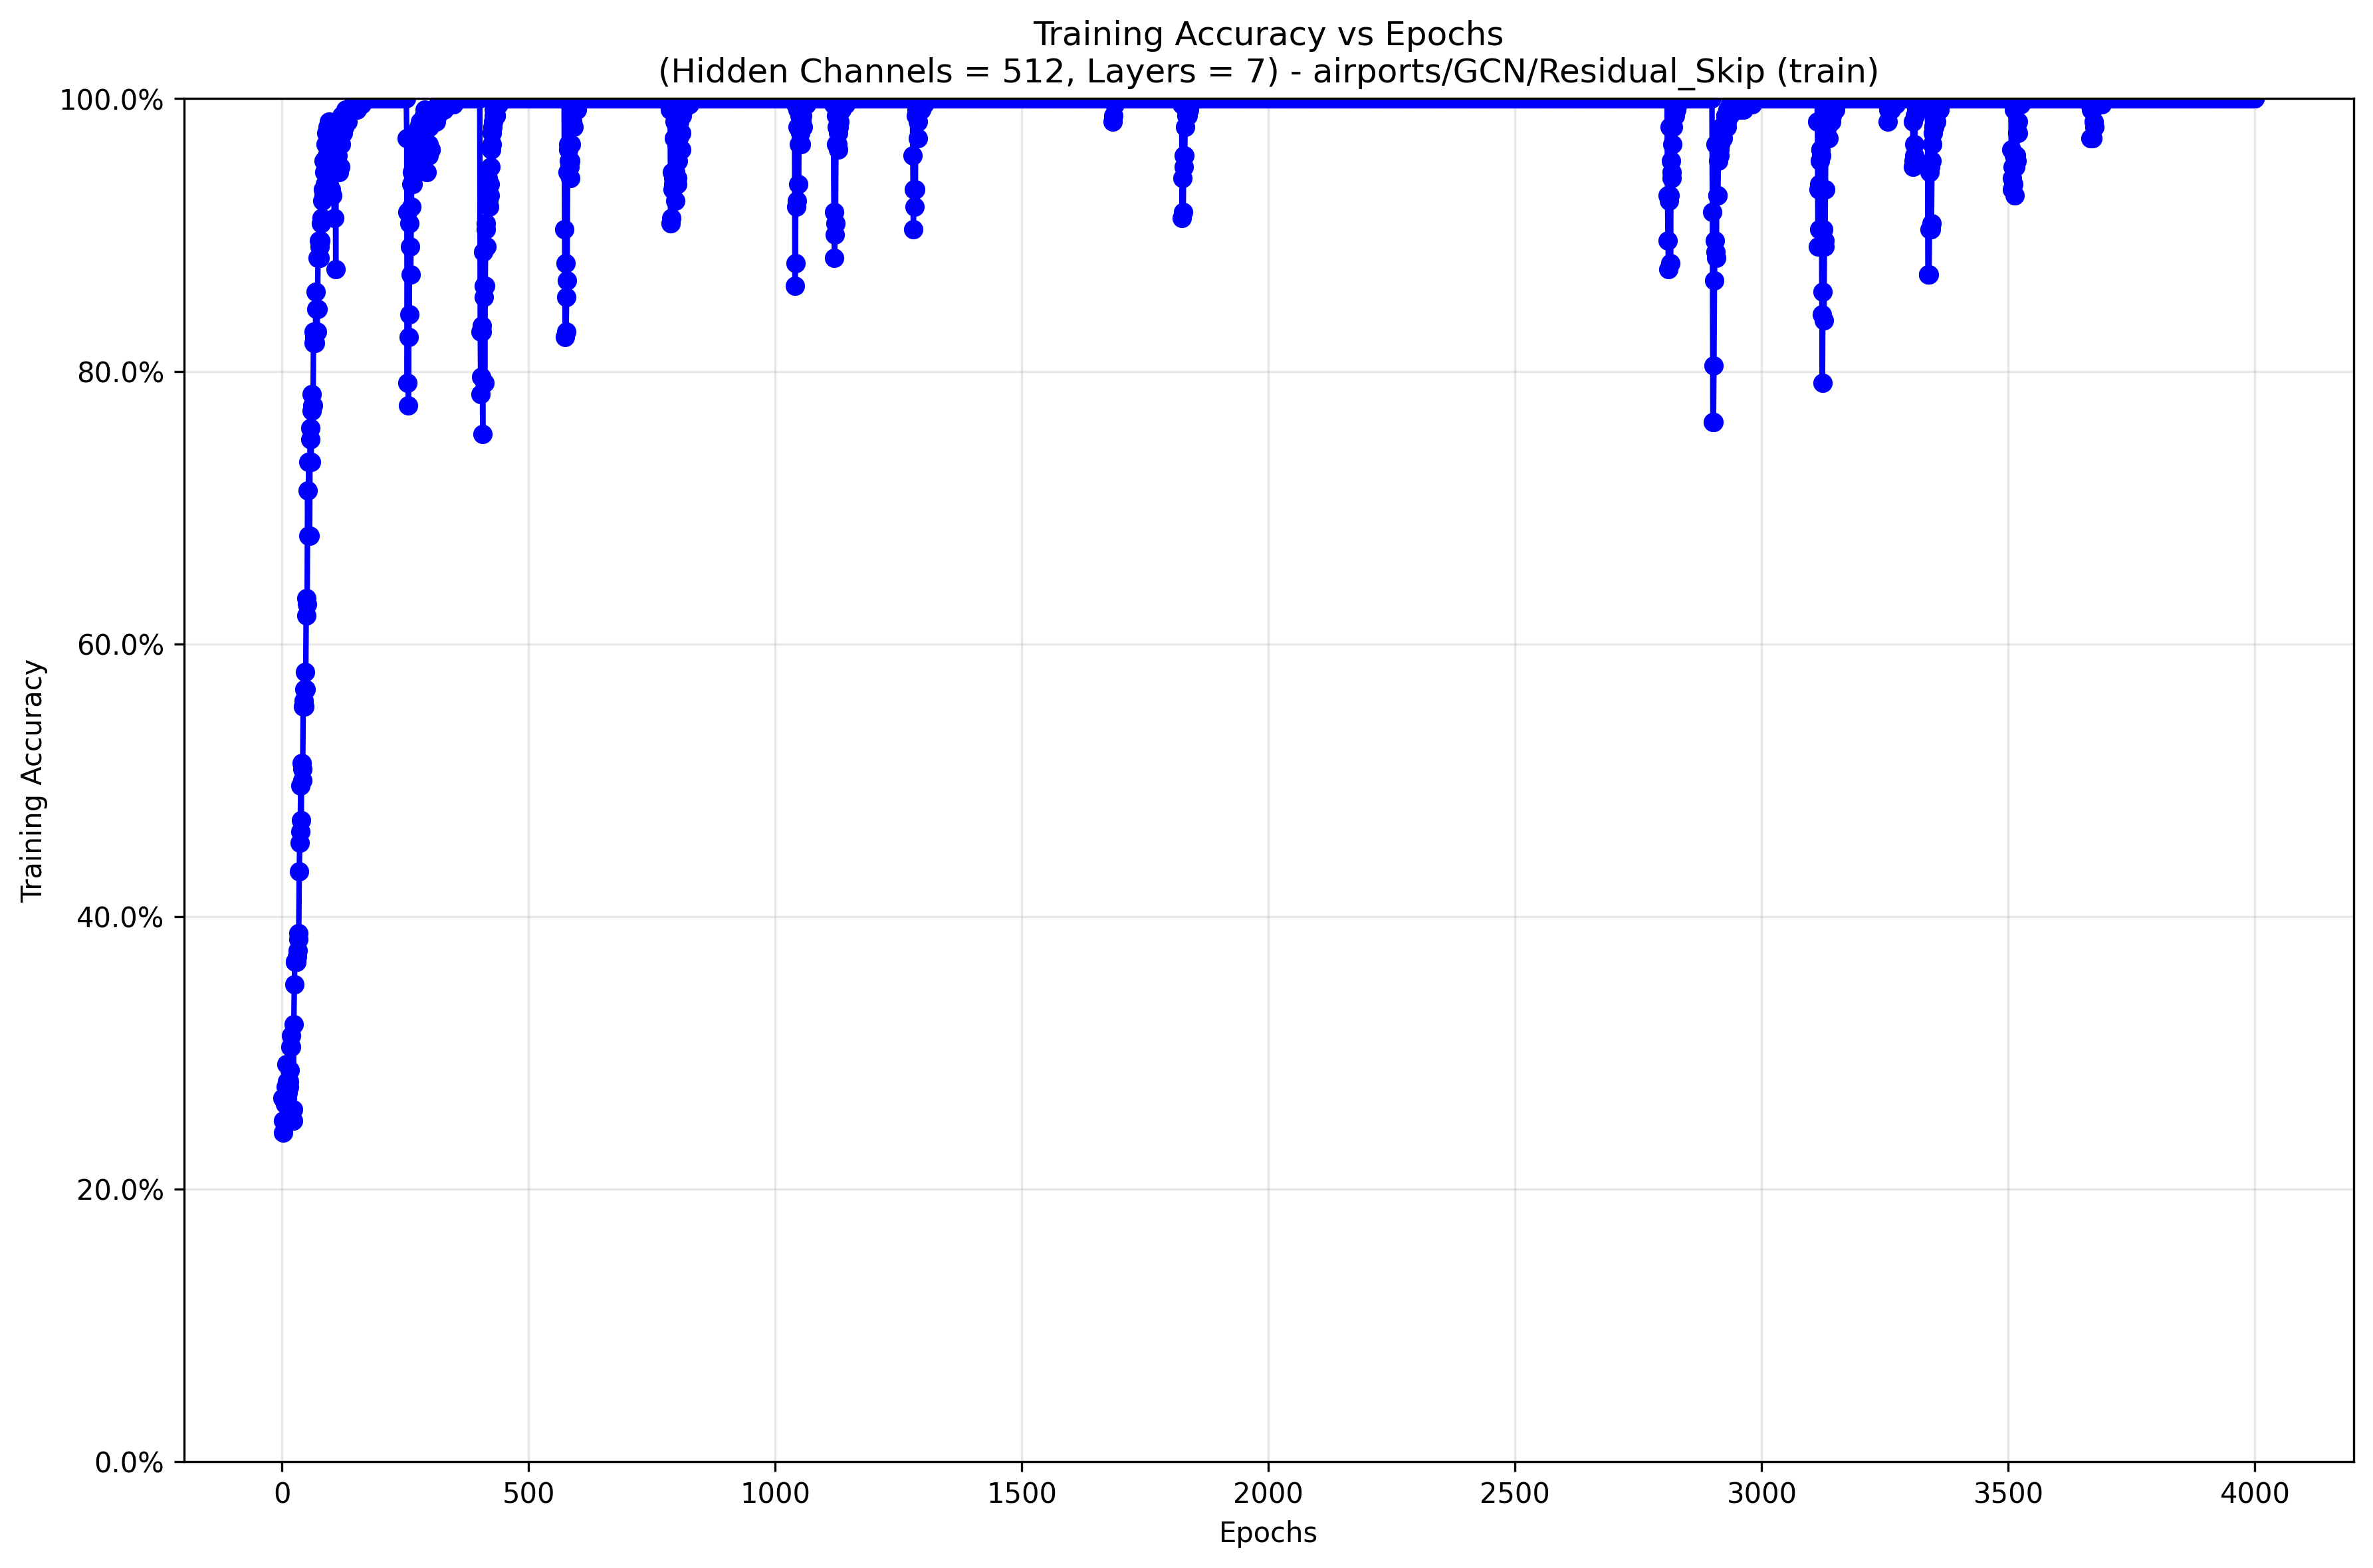 Training Accuracy vs Epochs
(Hidden Channels = 512, Layers = 7) - airports/GCN/Residual_Skip (train)
100.0%
80.0%
60.0%
40.0%
20.0%
0.0%
Training Accuracy
0 500 1000 1500 2000 2500 3000 3500 4000
Epochs